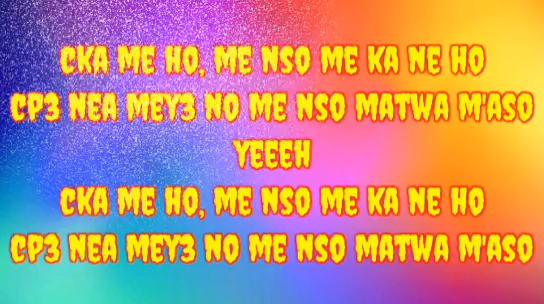 CKA ME HO, ME NSO ME KA NE HO
CP3 NEA MEY3 NO ME NSO MATWA M'ASO
YEEEH
CKA ME HO, ME NSO ME KA NE HO
CP3 NEA MEY3 NO ME NSO MATWA M'ASO